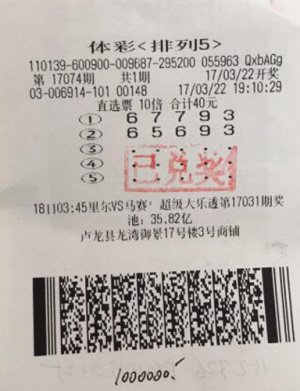 体彩<排列5>
110139-600900-009687-295200 055963 QxbAGg
第 17074期 共1期 17/03/22开奖
03-006914-101 00148 17/03/22 19:10:29
直选票 10倍 合计40元
① 6 7 7 9 3
② 6 5 6 9 3
③ . . . . .
④ . . . . .
⑤ . . . . .
已兑奖
18日03:45里尔VS马赛! 超级大乐透第17031期奖
池: 35.82亿
卢龙县龙湾御景17号楼3号商铺